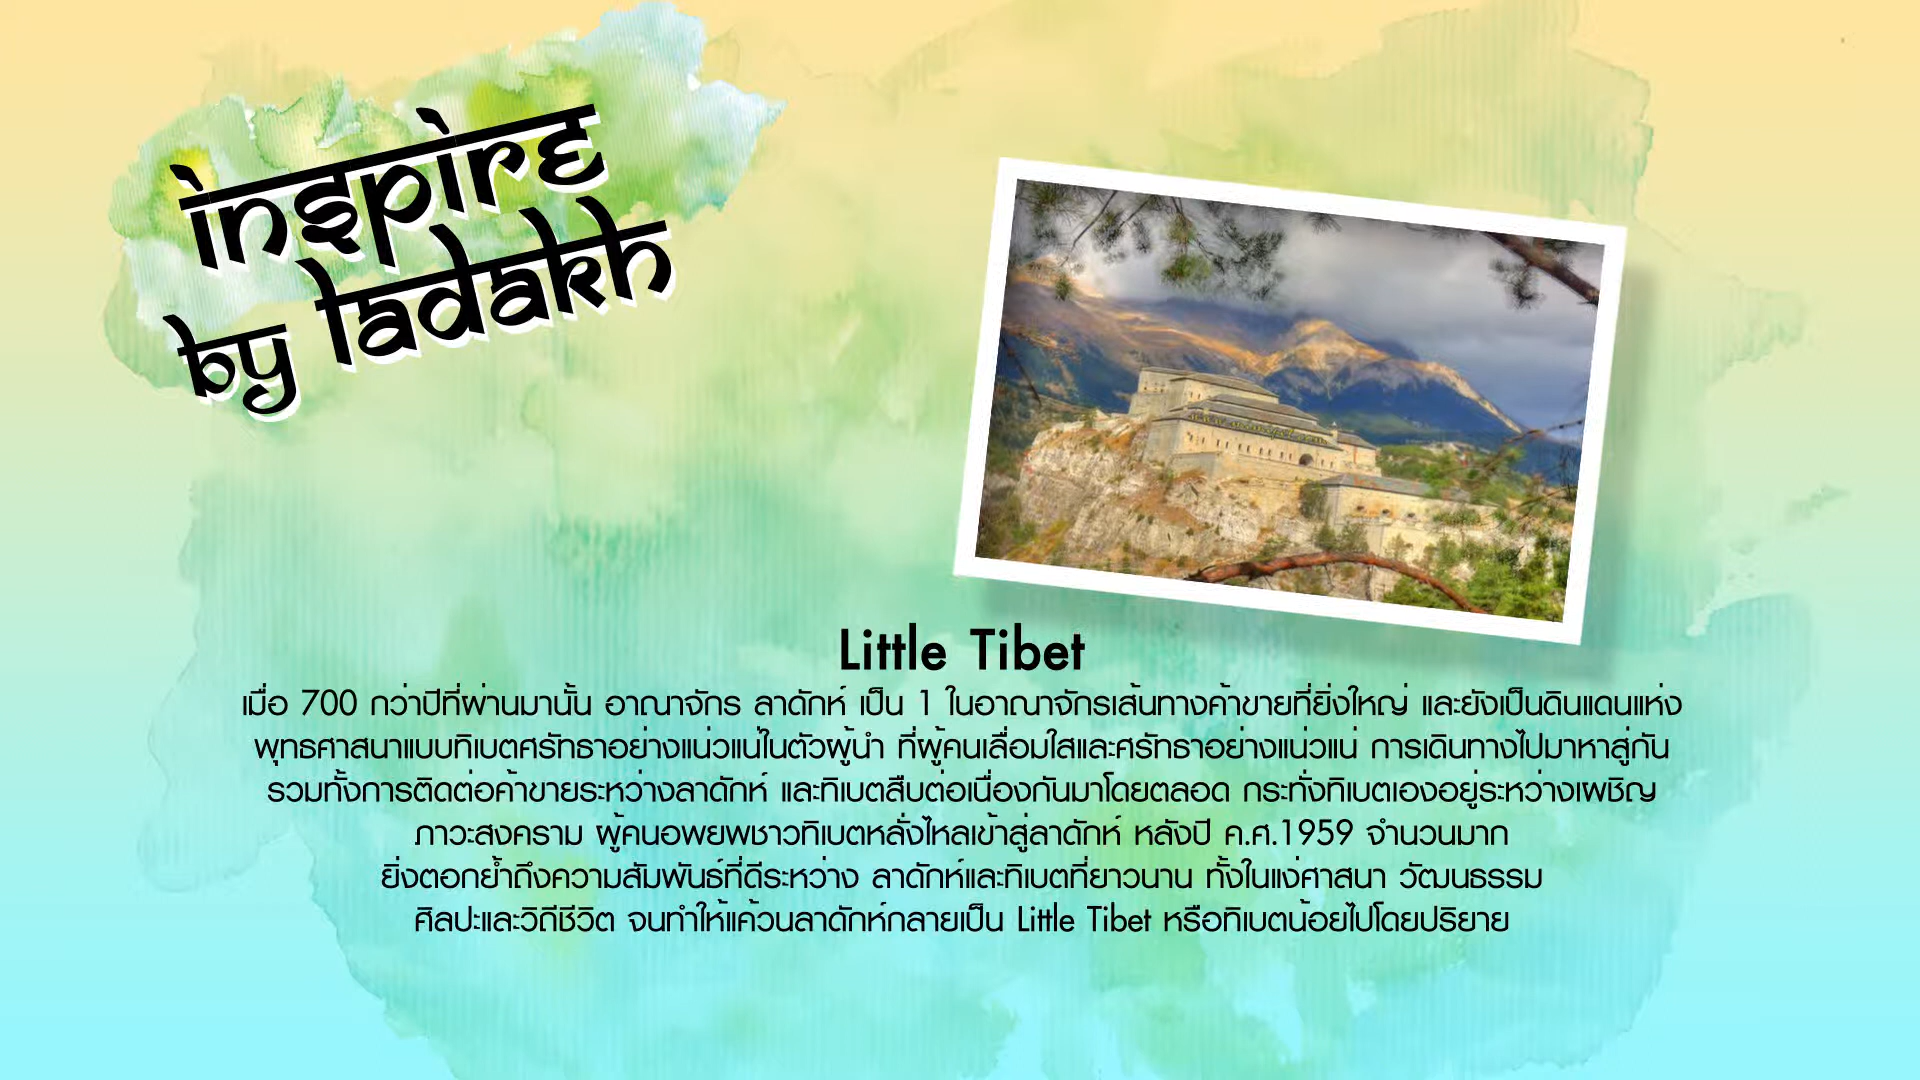 inspire
by ladakh
Little Tibet
เมื่อ 700 กว่าปีที่ผ่านมานั้น อาณาจักร ลาดักห์ เป็น 1 ในอาณาจักรเส้นทางค้าขายที่ยิ่งใหญ่ และยังเป็นดินแดนแห่ง
พุทธศาสนาแบบทิเบตศรัทธาอย่างแน่วแน่ในตัวผู้นำ ที่ผู้คนเลื่อมใสและศรัทธาอย่างแน่วแน่ การเดินทางไปมาหาสู่กัน
รวมทั้งการติดต่อค้าขายระหว่างลาดักห์ และทิเบตสืบต่อเนื่องกันมาโดยตลอด กระทั่งทิเบตเองอยู่ระหว่างเผชิญ
ภาวะสงคราม ผู้คนอพยพชาวทิเบตหลั่งไหลเข้าสู่ลาดักห์ หลังปี ค.ศ.1959 จำนวนมาก
ยิ่งตอกย้ำถึงความสัมพันธ์ที่ดีระหว่าง ลาดักห์และทิเบตที่ยาวนาน ทั้งในแง่ศาสนา วัฒนธรรม
ศิลปะและวิถีชีวิต จนทำให้แค้วนลาดักห์กลายเป็น Little Tibet หรือทิเบตน้อยไปโดยปริยาย